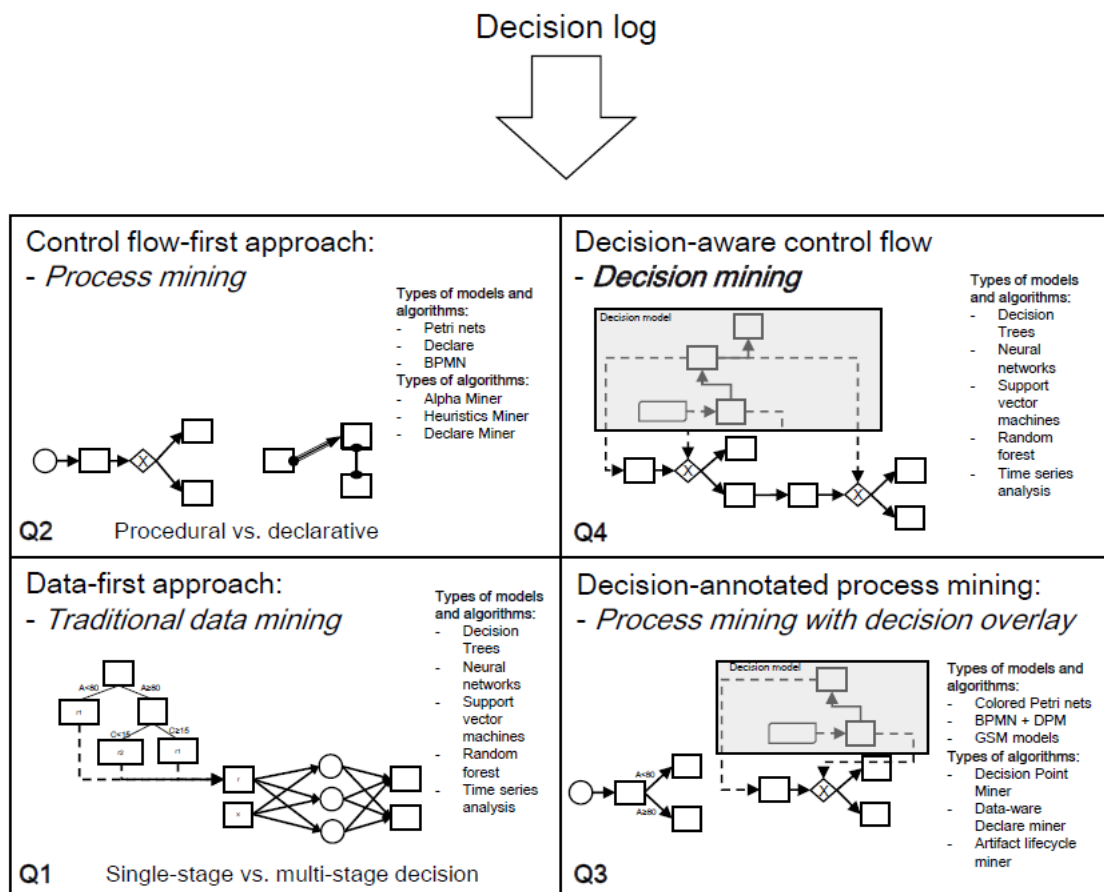 Decision log
Control flow-first approach:
- Process mining
Types of models and
algorithms:
- Petri nets
- Declare
- BPMN
Types of algorithms:
- Alpha Miner
- Heuristics Miner
- Declare Miner
X
Q2
Procedural vs. declarative
Decision-aware control flow
- Decision mining
Types of models
and algorithms:
- Decision
Trees
- Neural
networks
- Support
vector
machines
- Random
forest
- Time series
analysis
Decision model
X
X
Q4
Data-first approach:
- Traditional data mining
Types of models
and algorithms:
- Decision
Trees
- Neural
networks
- Support
vector
machines
- Random
forest
- Time series
analysis
A<80
A≥80
r1
C<15
C≥15
r2
r1
r
x
Q1
Single-stage vs. multi-stage decision
Decision-annotated process mining:
- Process mining with decision overlay
Decision model
Types of models and
algorithms:
- Colored Petri nets
- BPMN + DPM
- GSM models
Types of algorithms:
- Decision Point
Miner
- Data-ware
Declare miner
- Artifact lifecycle
miner
A<80
A≥80
X
Q3